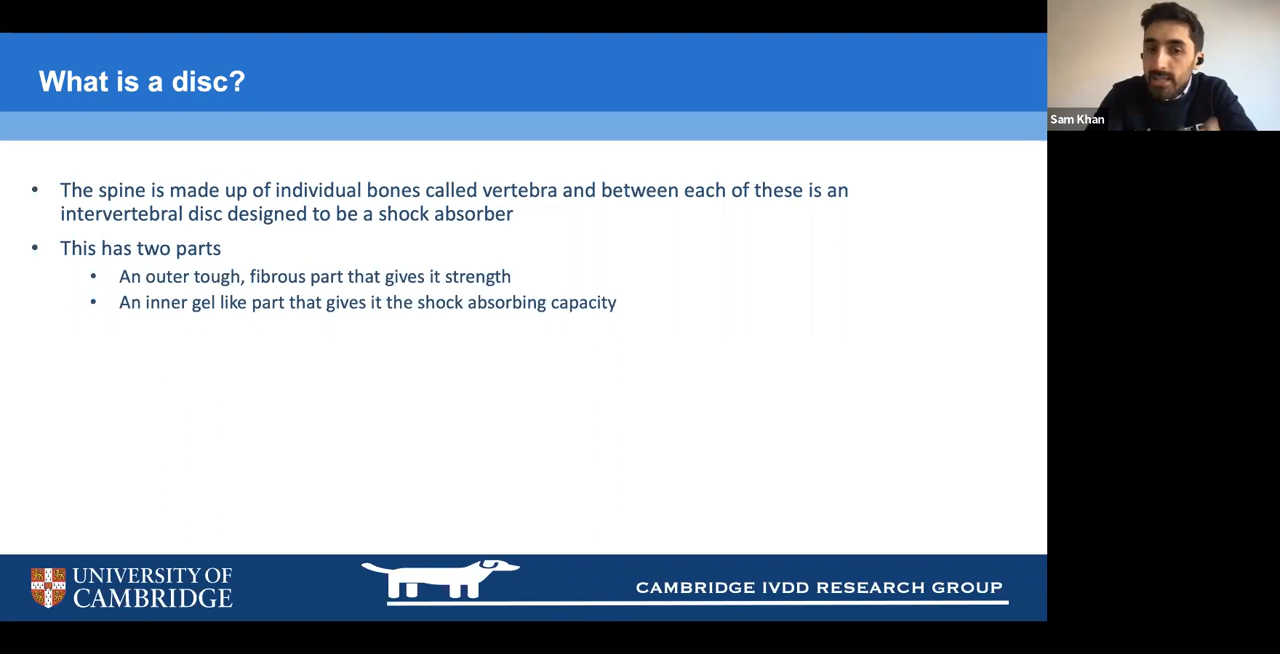 What is a disc?
Sam Khan
• The spine is made up of individual bones called vertebra and between each of these is an
intervertebral disc designed to be a shock absorber
• This has two parts
• An outer tough, fibrous part that gives it strength
• An inner gel like part that gives it the shock absorbing capacity
UNIVERSITY OF
CAMBRIDGE
CAMBRIDGE IVDD RESEARCH GROUP